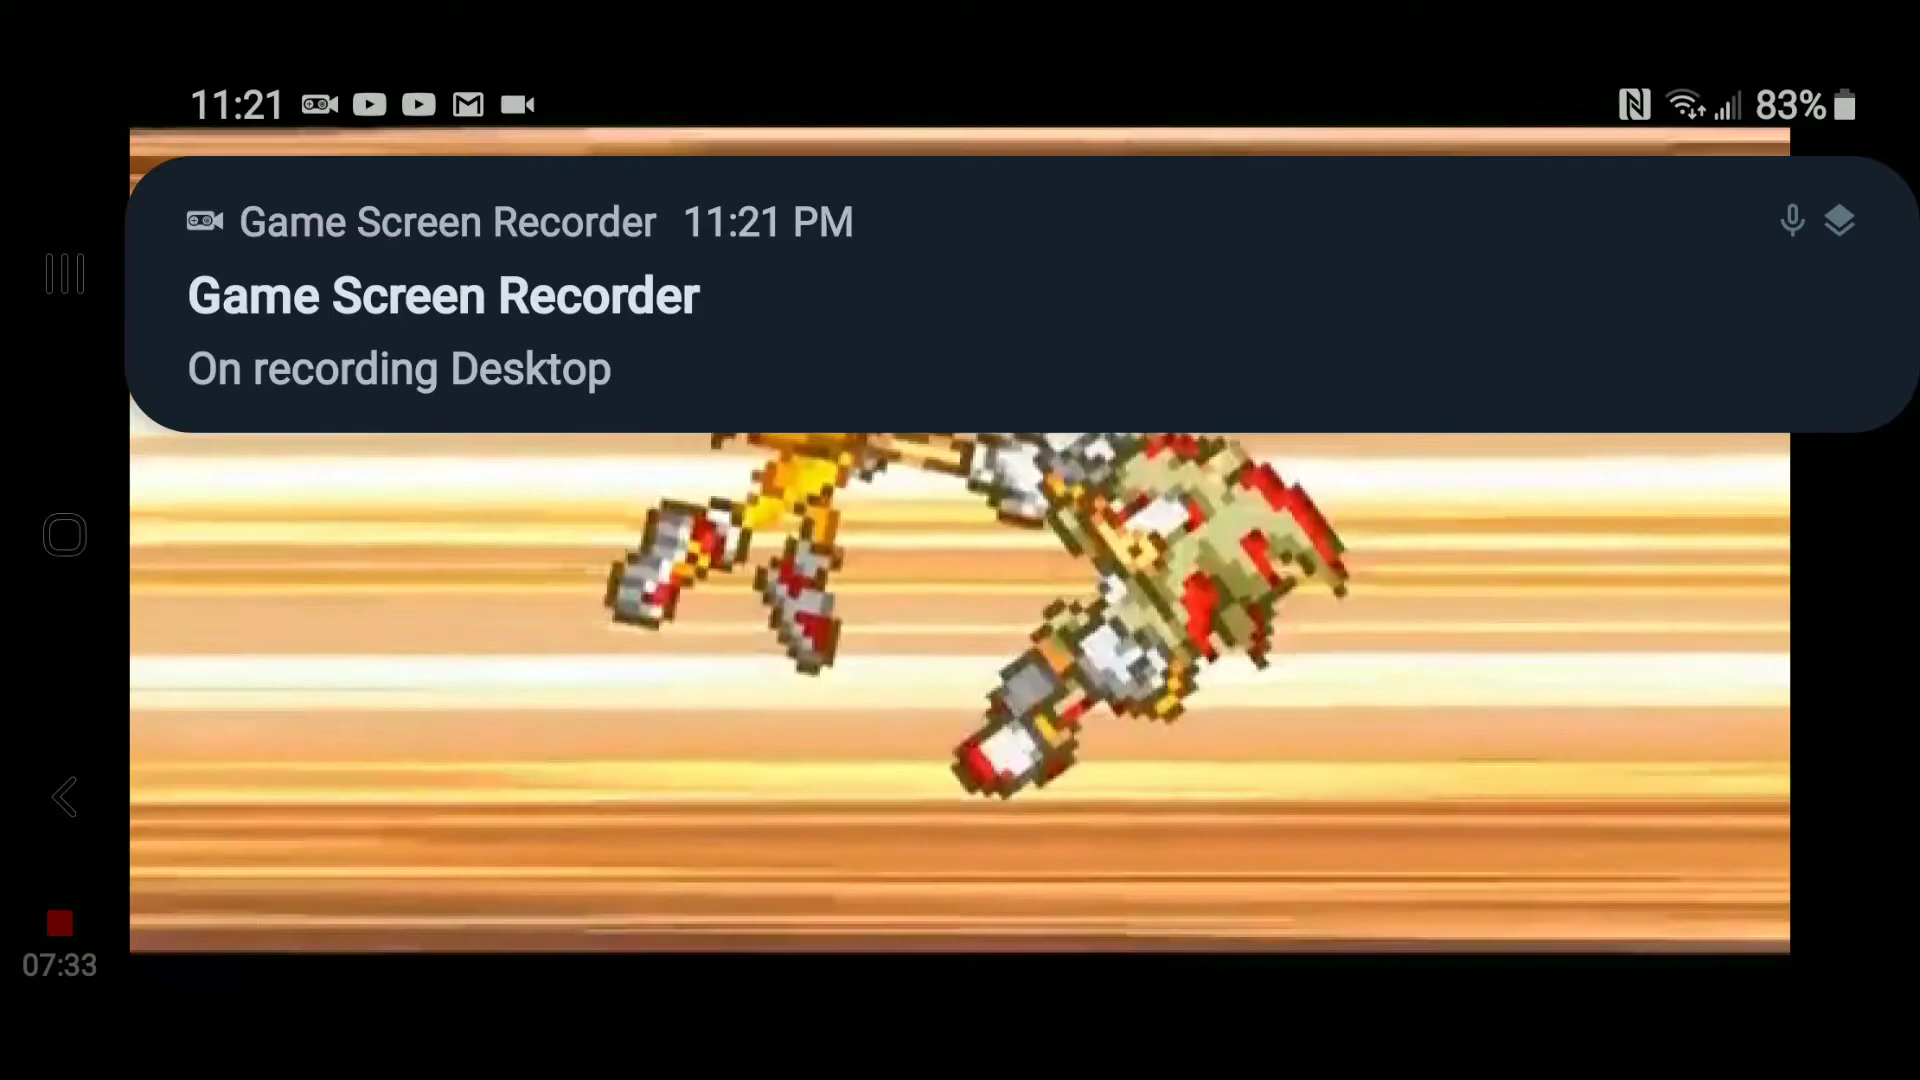 11:21
83%
Game Screen Recorder 11:21 PM
Game Screen Recorder
On recording Desktop
07:33